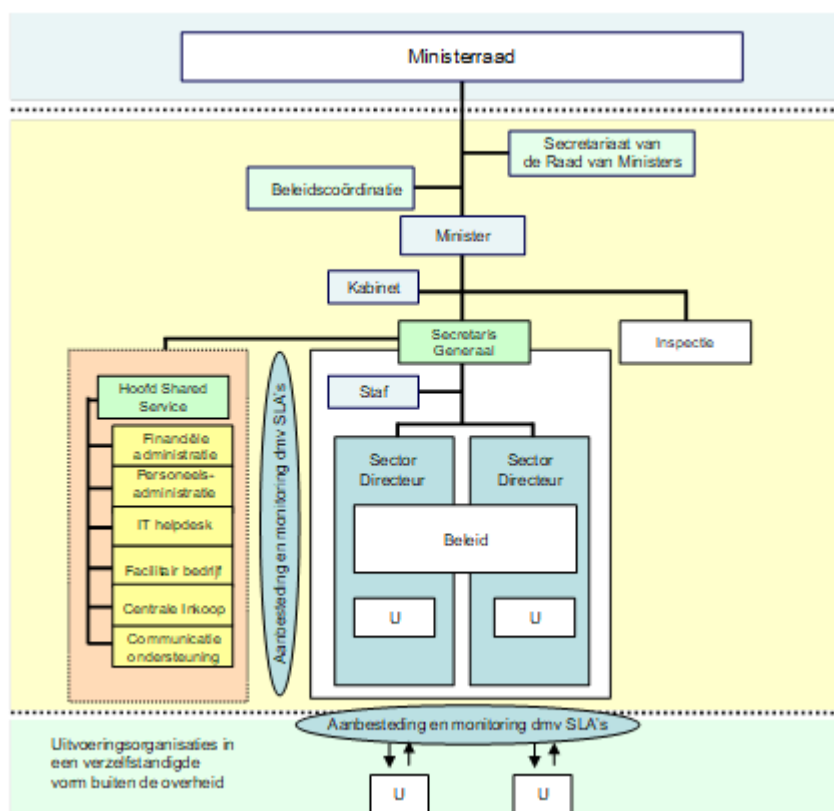 Ministerraad
Secretariaat van
de Raad van Ministers
Beleidscoördinatie
Minister
Kabinet
Secretaris
Generaal
Inspectie
Hoofd Shared
Service
Financiële
administratie
Personeels-
administratie
IT helpdesk
Facilitair bedrijf
Centrale Inkoop
Communicatie
ondersteuning
Aanbesteding en monitoring dmv SLA's
Staf
Sector
Directeur
Sector
Directeur
Beleid
U
U
Aanbesteding en monitoring dmv SLA's
Uitvoeringsorganisaties in
een verzelfstandigde
vorm buiten de overheid
U
U